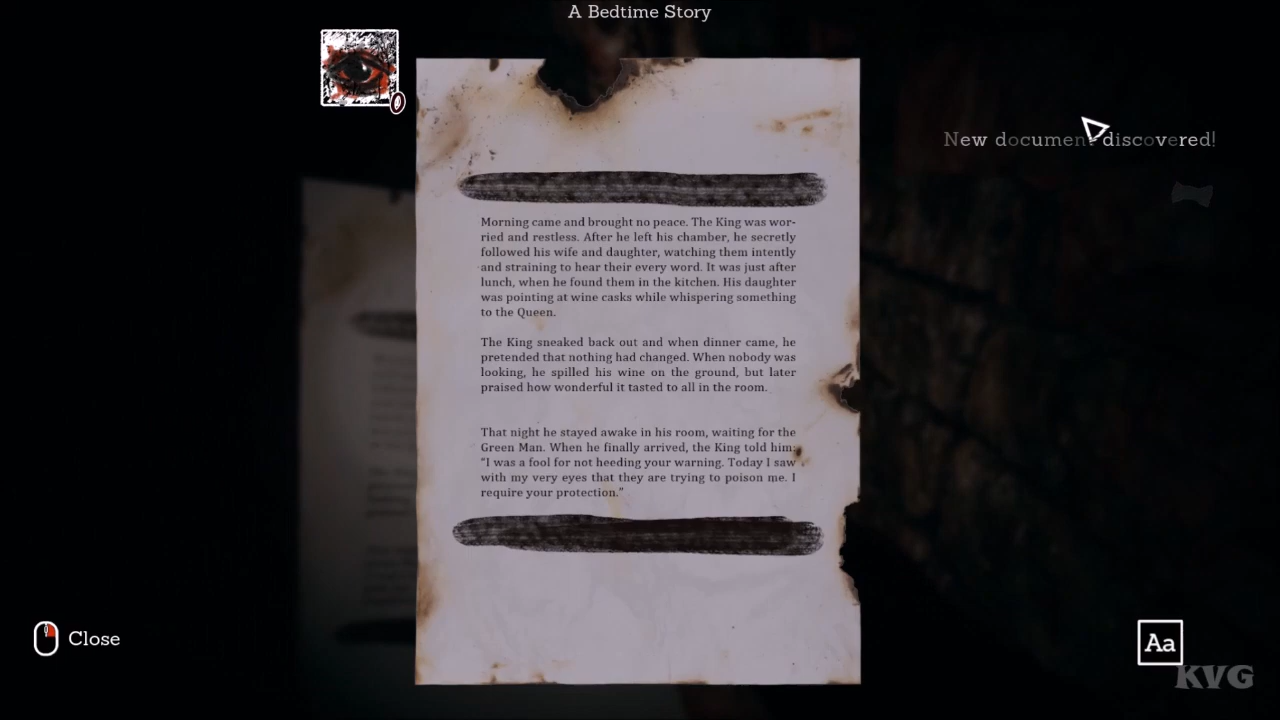 A Bedtime Story
New document discovered!
Morning came and brought no peace. The King was wor-
ried and restless. After he left his chamber, he secretly
followed his wife and daughter, watching them intently
and straining to hear their every word. It was just after
lunch, when he found them in the kitchen. His daughter
was pointing at wine casks while whispering something
to the Queen.
The King sneaked back out and when dinner came, he
pretended that nothing had changed. When nobody was
looking, he spilled his wine on the ground, but later
praised how wonderful it tasted to all in the room.
That night he stayed awake in his room, waiting for the
Green Man. When he finally arrived, the King told him:
“I was a fool for not heeding your warning. Today I saw
with my very eyes that they are trying to poison me. I
require your protection.”
Close
Aa
KVG